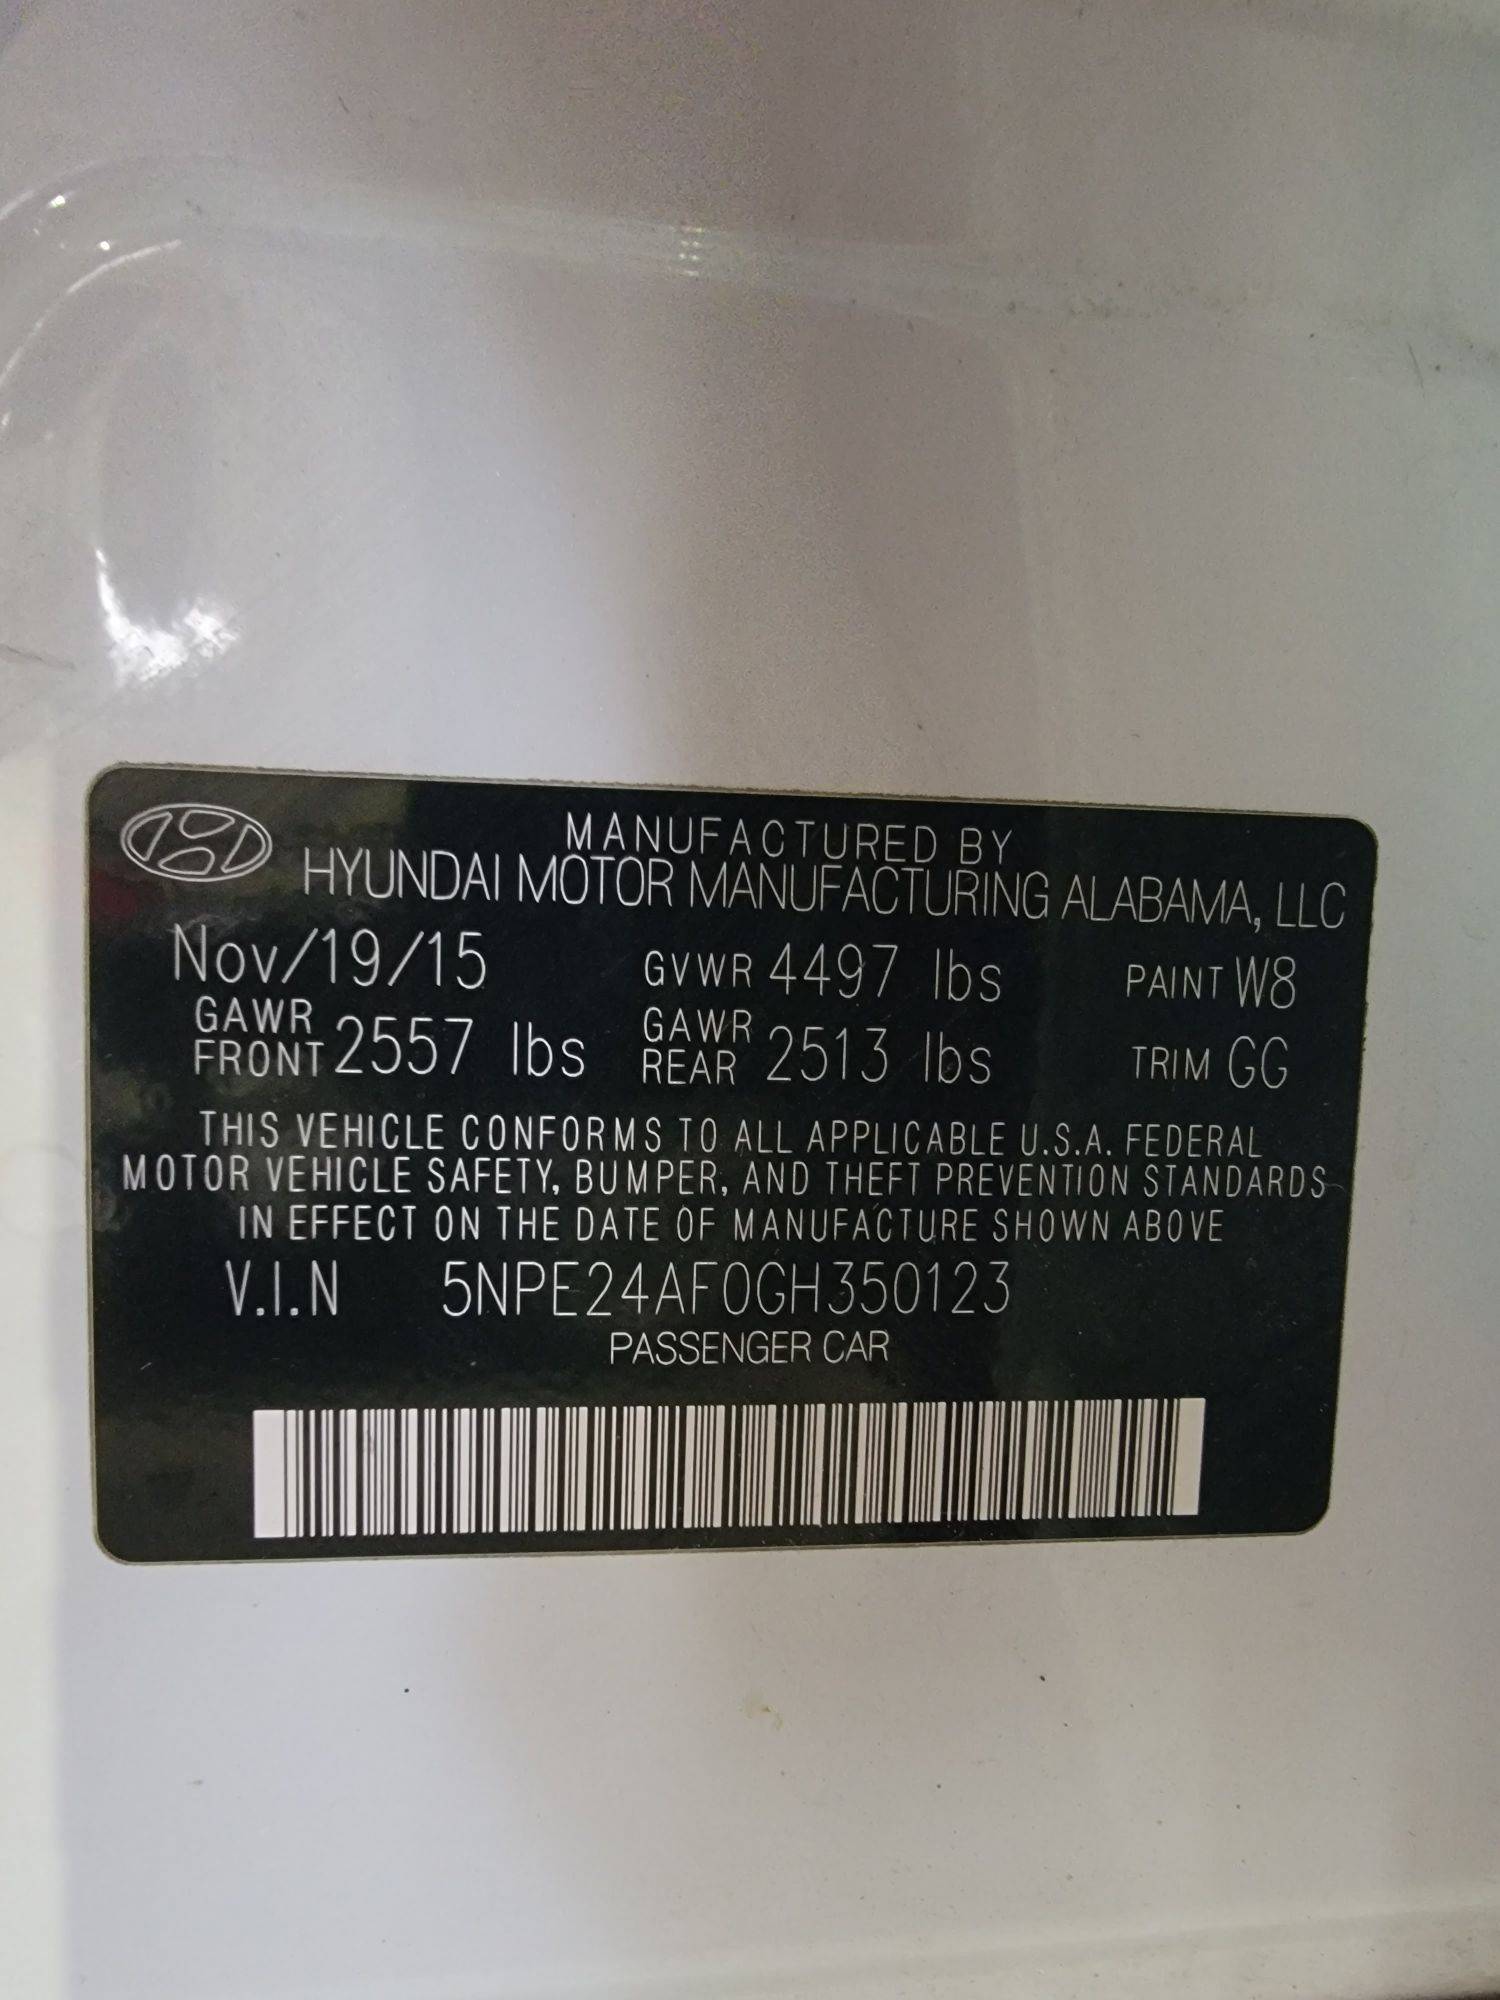 MANUFACTURED BY
HYUNDAI MOTOR MANUFACTURING ALABAMA, LLC
Nov/19/15 GVWR 4497 lbs PAINT W8
GAWR FRONT 2557 lbs GAWR REAR 2513 lbs TRIM GG
THIS VEHICLE CONFORMS TO ALL APPLICABLE U.S.A. FEDERAL
MOTOR VEHICLE SAFETY, BUMPER, AND THEFT PREVENTION STANDARDS
IN EFFECT ON THE DATE OF MANUFACTURE SHOWN ABOVE
V.I.N 5NPE24AF0GH350123
PASSENGER CAR